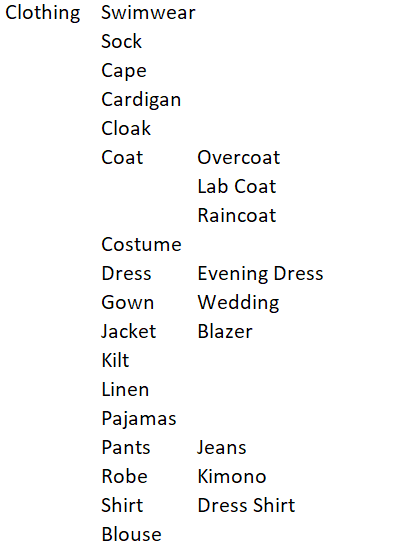 Clothing Swimwear
Sock
Cape
Cardigan
Cloak
Coat Overcoat
Lab Coat
Raincoat
Costume
Dress Evening Dress
Gown Wedding
Jacket Blazer
Kilt
Linen
Pajamas
Pants Jeans
Robe Kimono
Shirt Dress Shirt
Blouse